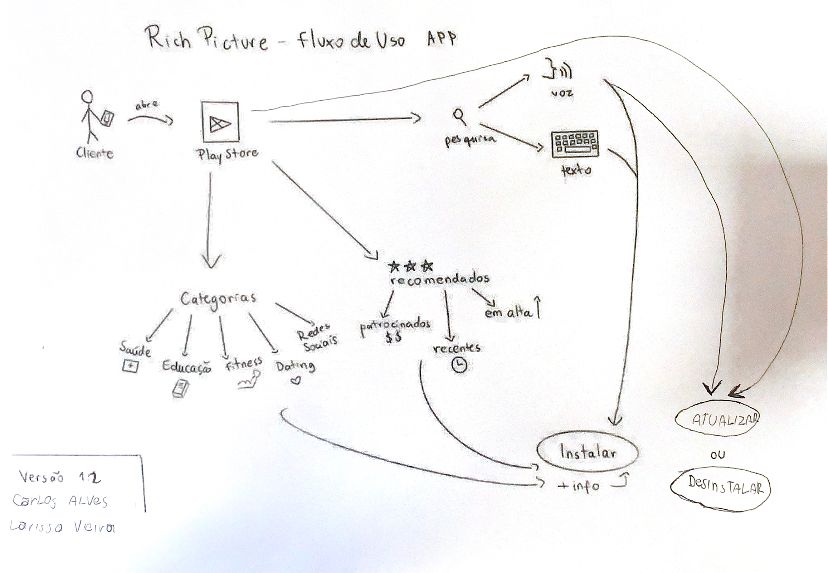 Rich Picture - fluxo de Uso APP
abre
Cliente
Play Store
pesquisa
voz
texto
Categorias
Saúde
Educação
fitness
Dating
Redes Sociais
recomendados
patrocinados
$$
recentes
em alta
Instalar
+info
ATUALIZAR
ou
DESINSTALAR
Versão 1.2
Carlos Alves
Larissa Veira